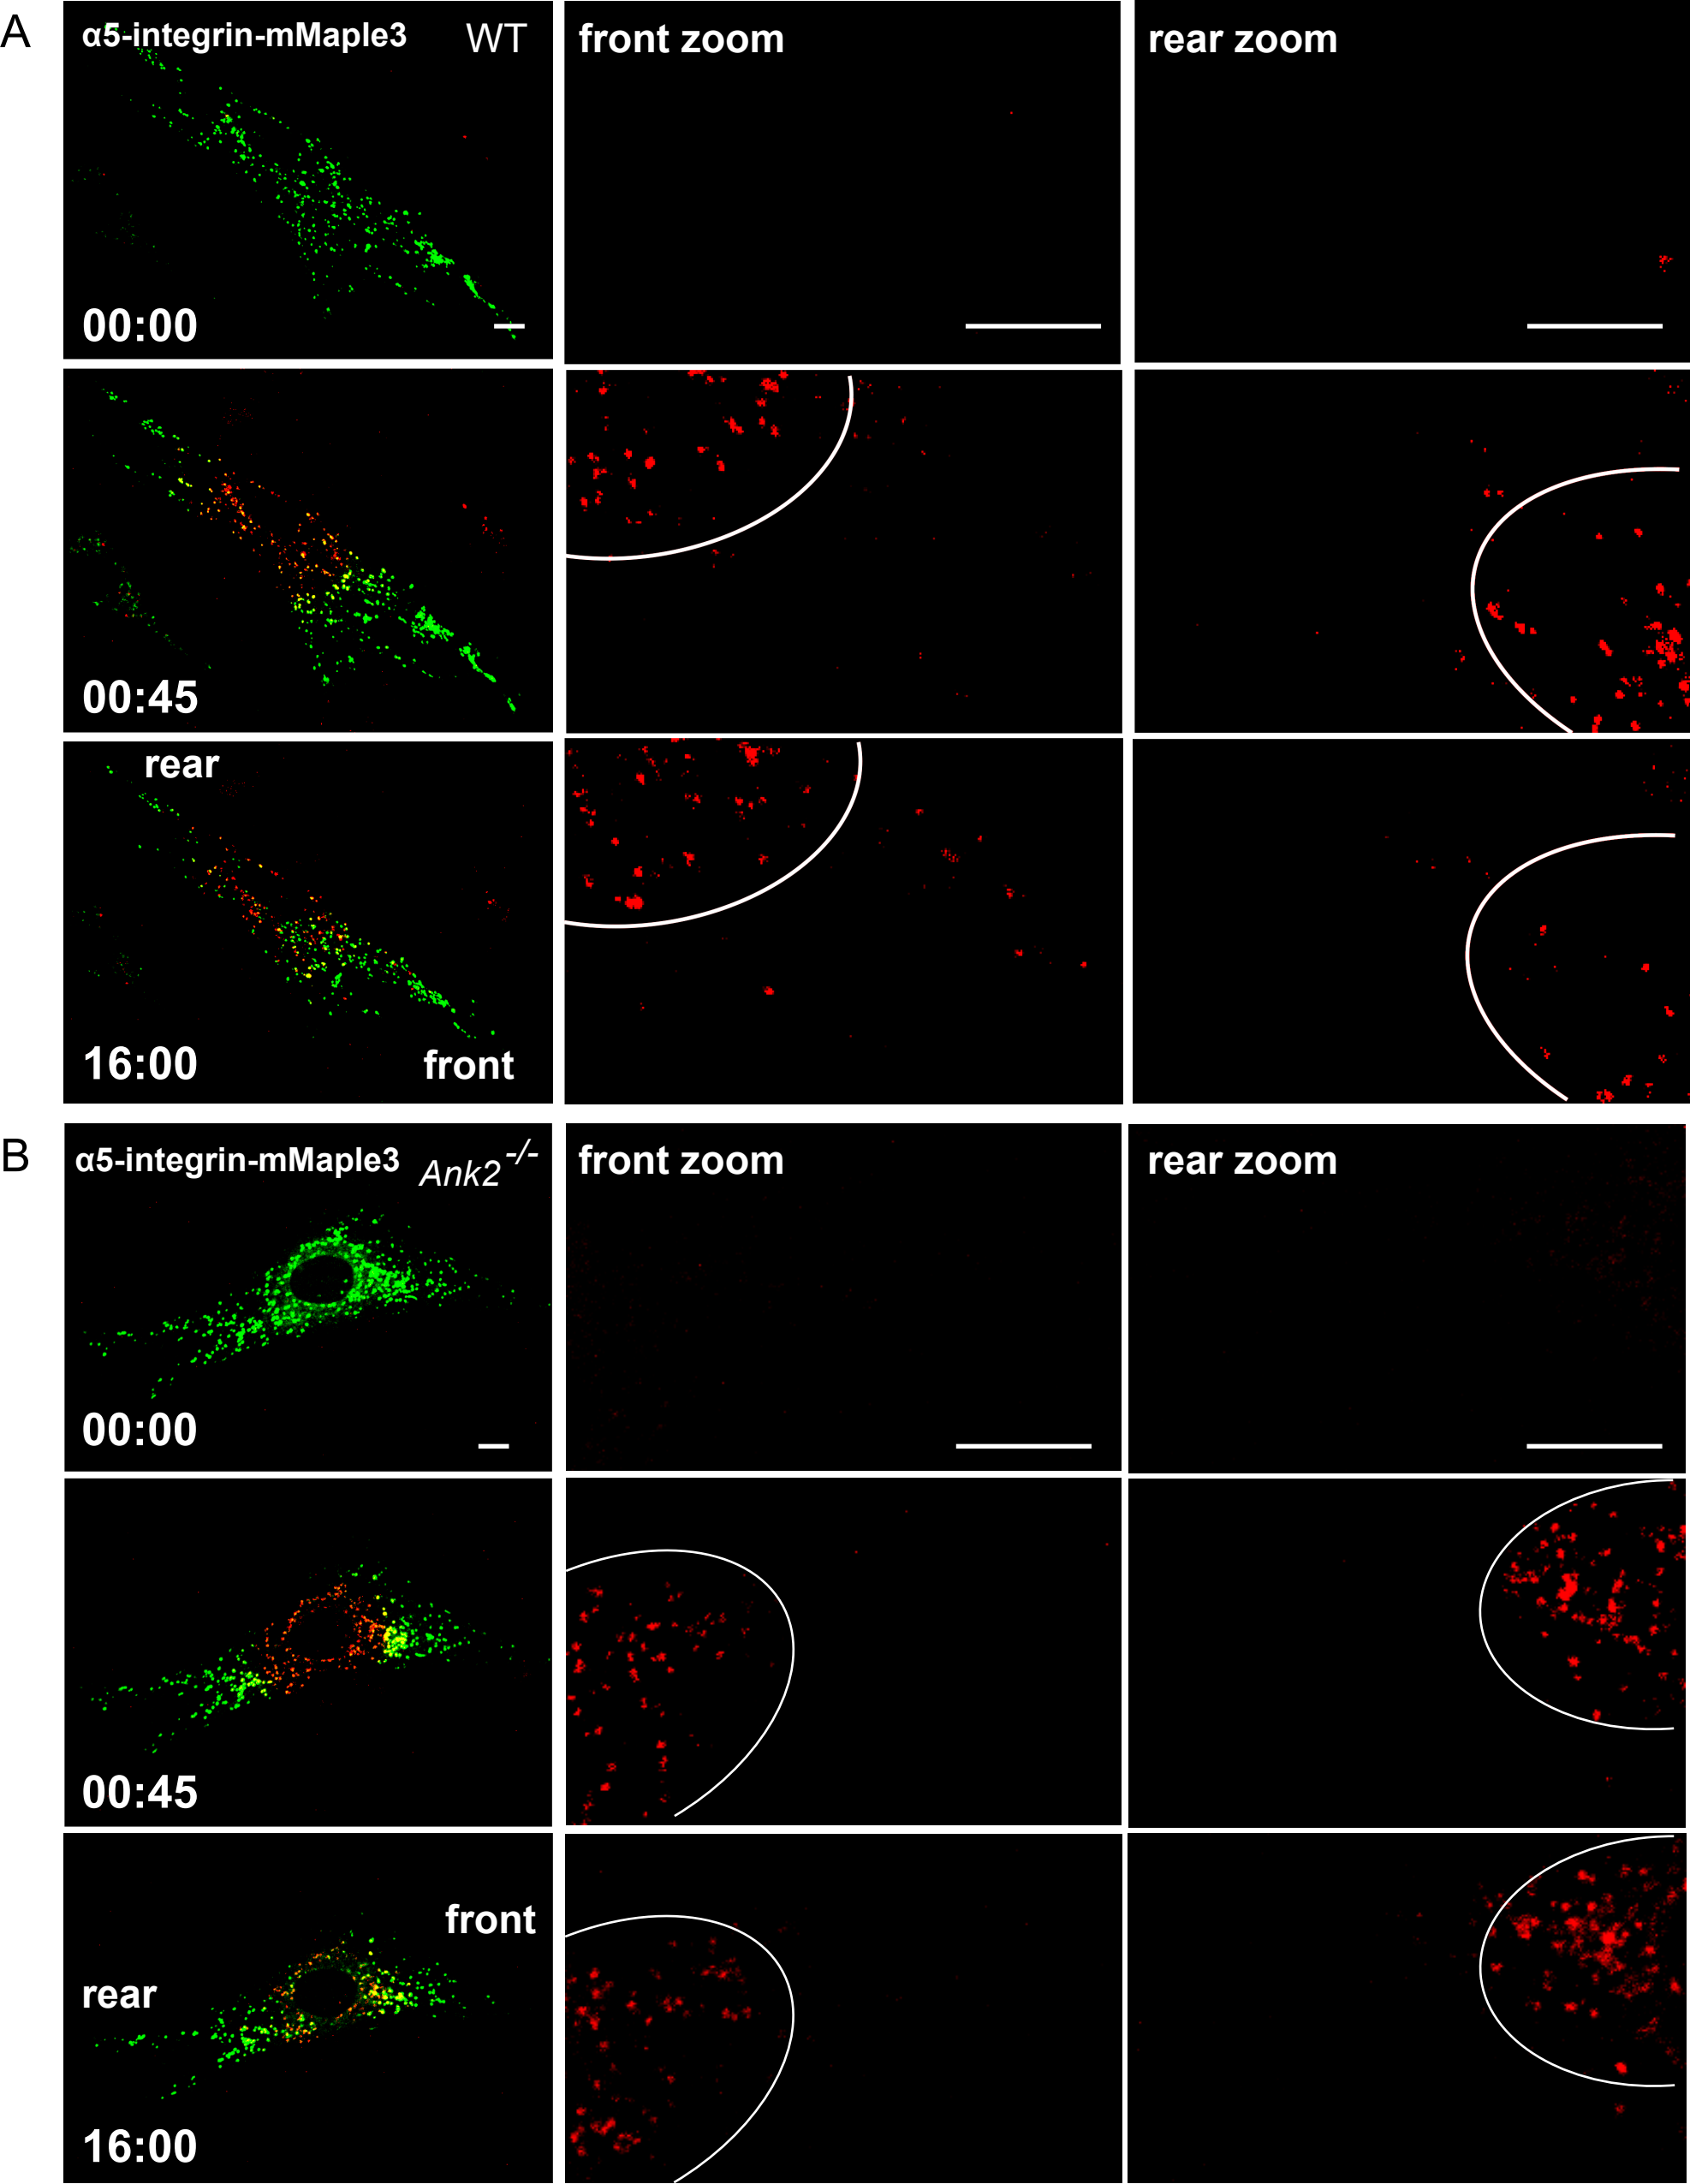 A
α5-integrin-mMaple3 WT
front zoom
rear zoom
00:00
00:45
rear
16:00
front
B
α5-integrin-mMaple3 Ank2-/-
front zoom
rear zoom
00:00
00:45
front
rear
16:00